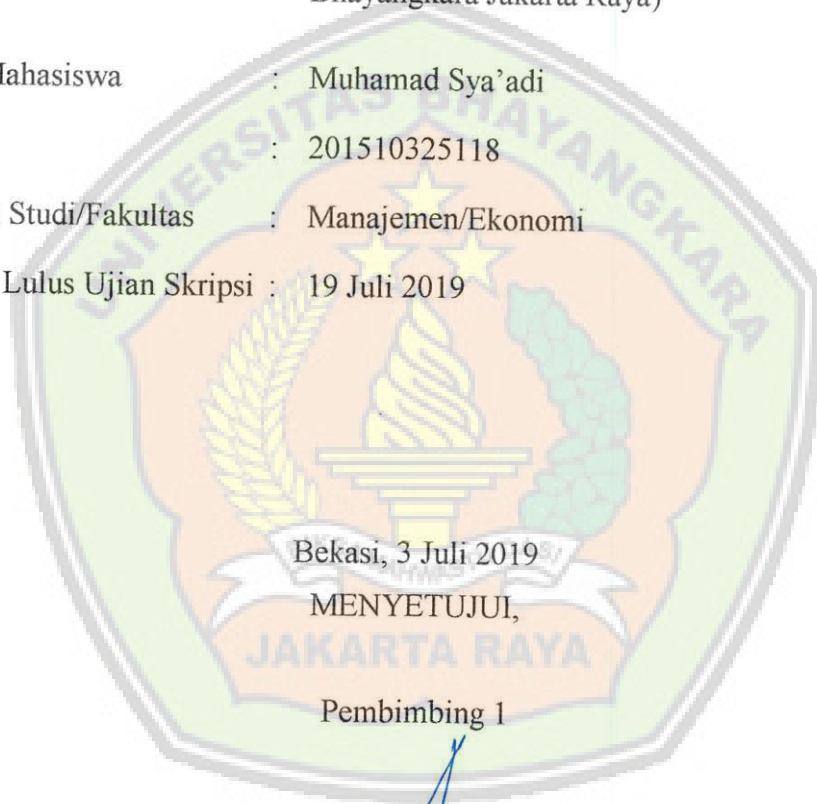 Bhayangkara Jakarta Raya)
Mahasiswa : Muhamad Sya’adi
: 201510325118
Studi/Fakultas : Manajemen/Ekonomi
Lulus Ujian Skripsi : 19 Juli 2019
UNIVERSITAS BHAYANGKARA
Bekasi, 3 Juli 2019
MENYETUJUI,
JAKARTA RAYA
Pembimbing 1